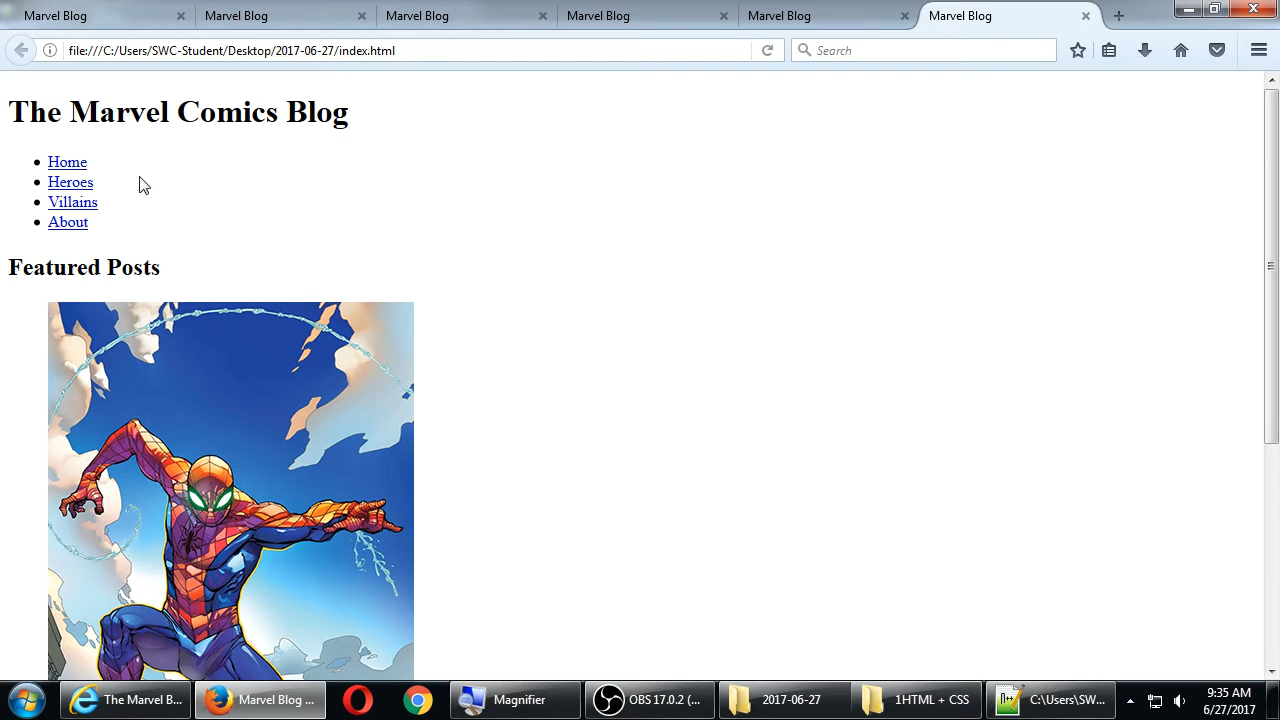 Marvel Blog
Marvel Blog
Marvel Blog
Marvel Blog
Marvel Blog
Marvel Blog
file:///C:/Users/SWC-Student/Desktop/2017-06-27/index.html
Search
The Marvel Comics Blog
Home
Heroes
Villains
About
Featured Posts
The Marvel B...
Marvel Blog ...
Magnifier
OBS 17.0.2 (...
2017-06-27
1HTML + CSS
C:\Users\SW...
9:35 AM
6/27/2017